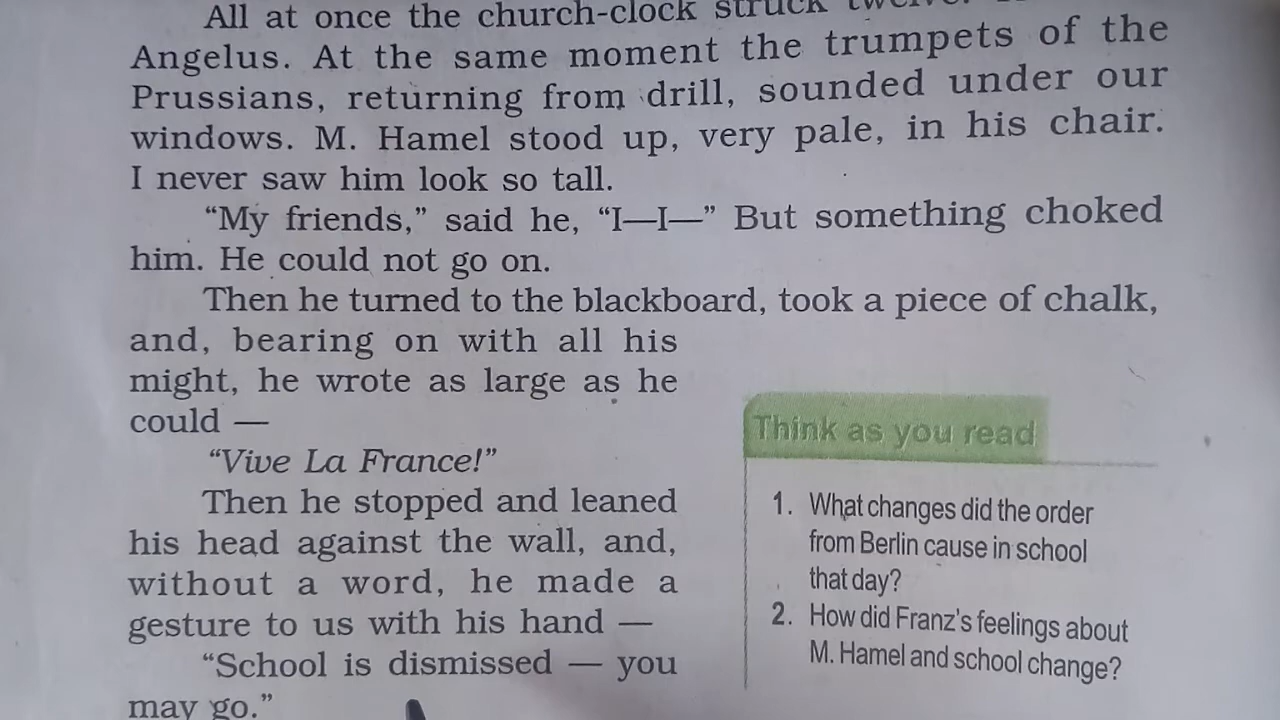 All at once the church-clock struck twelve.
Angelus. At the same moment the trumpets of the
Prussians, returning from drill, sounded under our
windows. M. Hamel stood up, very pale, in his chair.
I never saw him look so tall.
“My friends,” said he, “I—I—” But something choked
him. He could not go on.
Then he turned to the blackboard, took a piece of chalk,
and, bearing on with all his
might, he wrote as large as he
could —
“Vive La France!”
Then he stopped and leaned
his head against the wall, and,
without a word, he made a
gesture to us with his hand —
“School is dismissed — you
may go.”
Think as you read
1. What changes did the order
from Berlin cause in school
that day?
2. How did Franz’s feelings about
M. Hamel and school change?